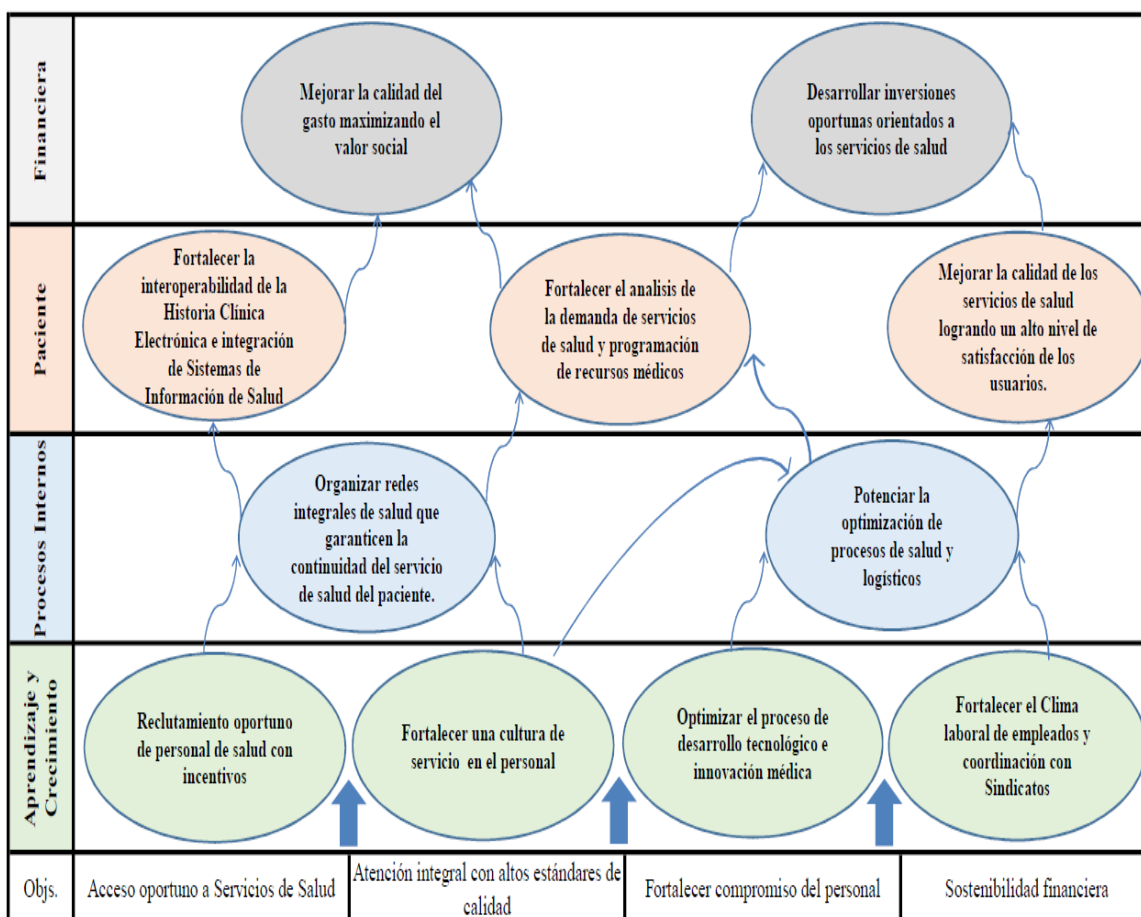 Financiera
Mejorar la calidad del
gasto maximizando el
valor social
Desarrollar inversiones
oportunas orientados a
los servicios de salud
Paciente
Fortalecer la
interoperabilidad de la
Historia Clínica
Electrónica e integración
de Sistemas de
Información de Salud
Fortalecer el analisis de
la demanda de servicios
de salud y programación
de recursos médicos
Mejorar la calidad de los
servicios de salud
logrando un alto nivel de
satisfacción de los
usuarios.
Procesos Internos
Organizar redes
integrales de salud que
garanticen la
continuidad del servicio
de salud del paciente.
Potenciar la
optimización de
procesos de salud y
logísticos
Aprendizaje y
Crecimiento
Reclutamiento oportuno
de personal de salud con
incentivos
Fortalecer una cultura de
servicio en el personal
Optimizar el proceso de
desarrollo tecnológico e
innovación médica
Fortalecer el Clima
laboral de empleados y
coordinación con
Sindicatos
Objs.
Acceso oportuno a Servicios de Salud
Atención integral con altos estándares de
calidad
Fortalecer compromiso del personal
Sostenibilidad financiera